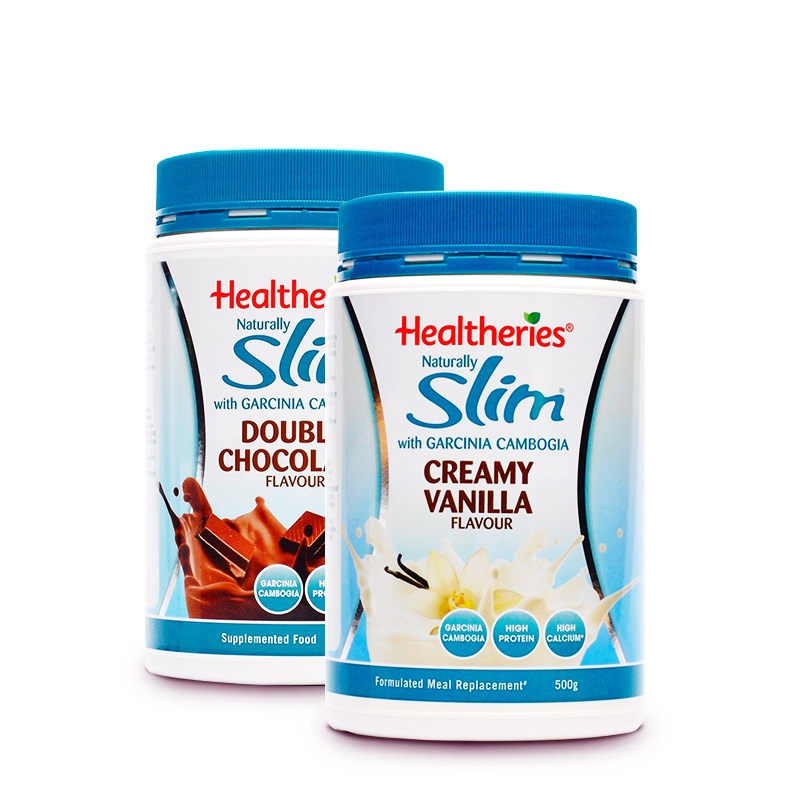 Healtheries
Naturally
Slim
with GARCINIA CA
DOUBL
CHOCOLA
FLAVOUR
GARCINIA
CAMBOGIA
H
PRO
Supplemented Food
Healtheries®
Naturally
Slim
with GARCINIA CAMBOGIA
CREAMY
VANILLA
FLAVOUR
GARCINIA
CAMBOGIA
HIGH
PROTEIN
HIGH
CALCIUM*
Formulated Meal Replacement# 500g